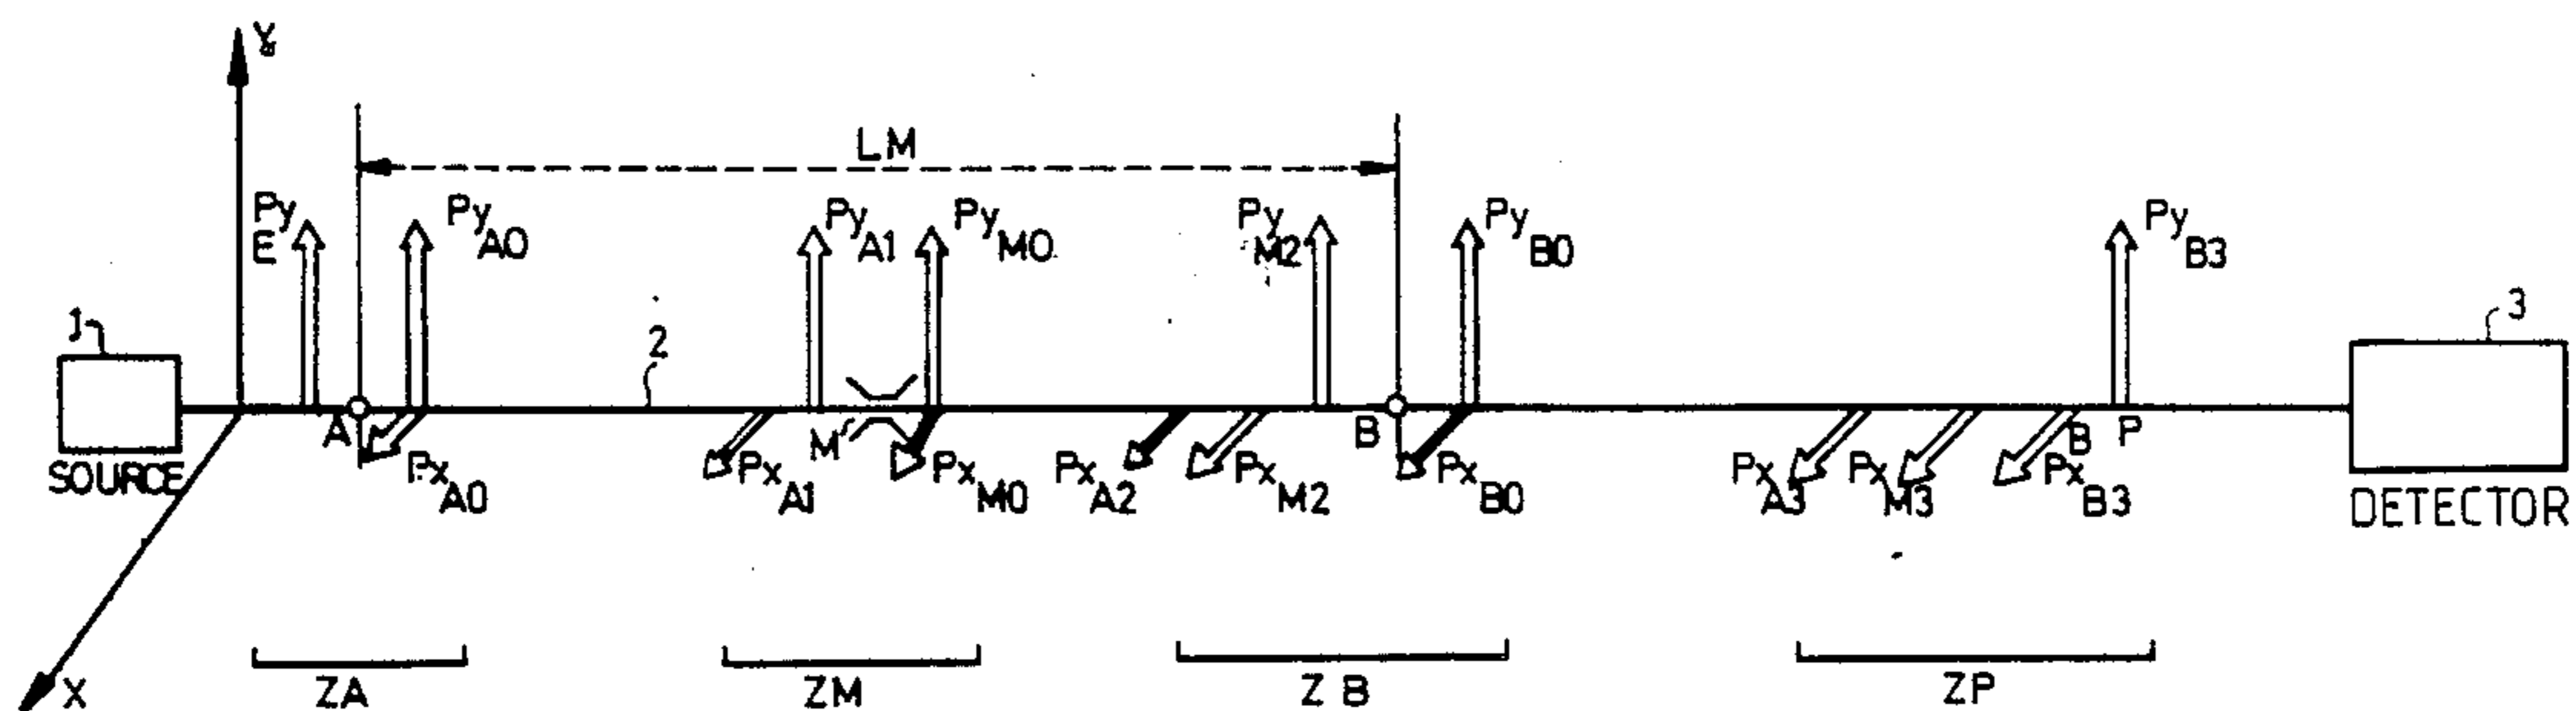 Y
LM
Py E
Py A0
Py A1
Py M0
Py M2
Py B0
Py B3
1
2
3
A
M
B
B
P
SOURCE
Px A0
Px A1
Px M0
Px A2
Px M2
Px B0
Px A3
Px M3
Px B3
DETECTOR
X
ZA
ZM
ZB
ZP